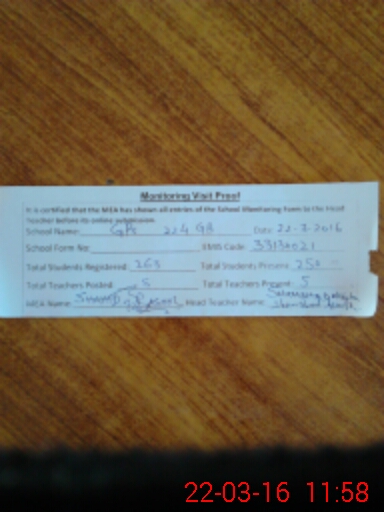 Monitoring Visit Proof
It is certified that the MEA has shown all entries of the School Monitoring Form to the Head
Teacher before its online submission.
School Name: GPS 224 GB Date: 22-3-2016
School Form No: EMIS Code: 33132021
Total Students Registered: 263 Total Students Present: 250
Total Teachers Posted: 5 Total Teachers Present: 5
MEA Name: Head Teacher Name:
22-03-16 11:58